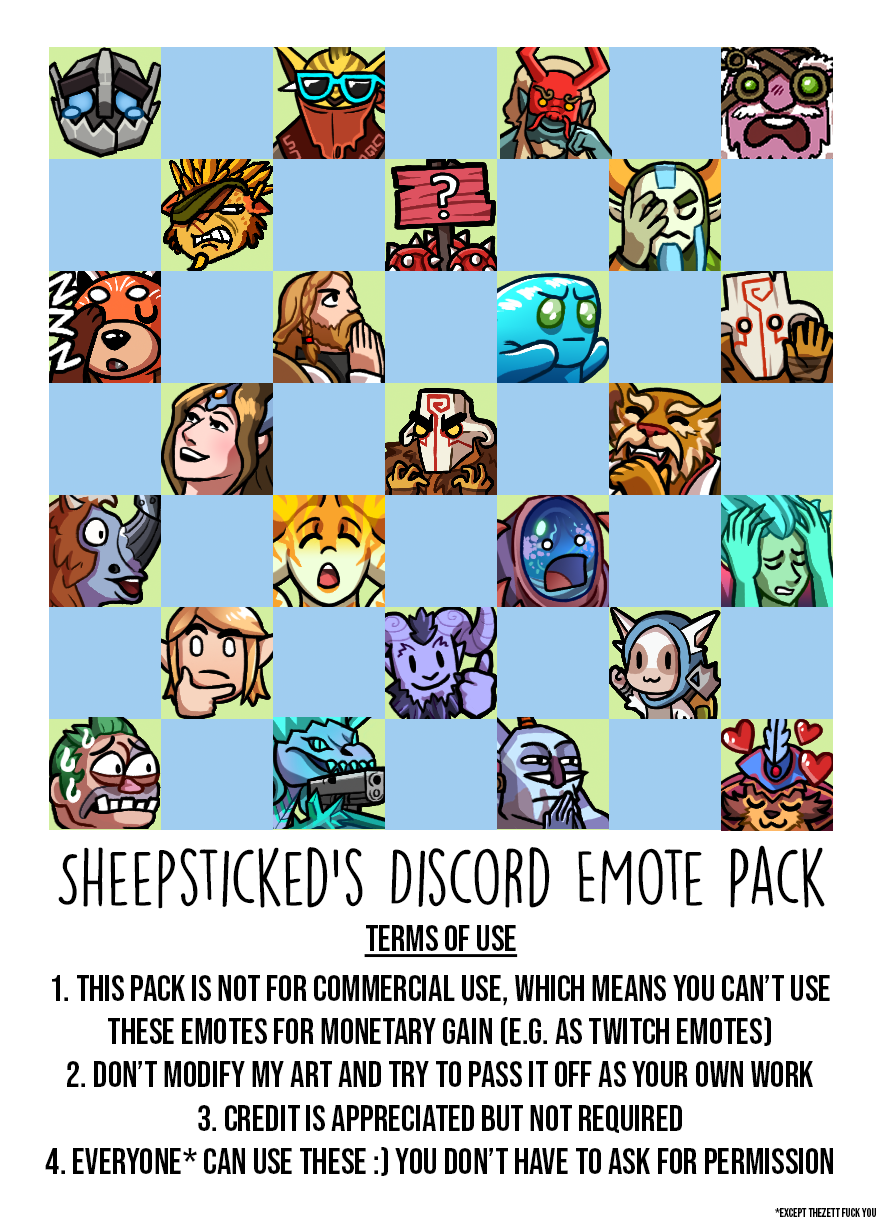 ?
ZZZ
SHEEPSTICKED'S DISCORD EMOTE PACK
TERMS OF USE
1. THIS PACK IS NOT FOR COMMERCIAL USE, WHICH MEANS YOU CAN'T USE
THESE EMOTES FOR MONETARY GAIN (E.G. AS TWITCH EMOTES)
2. DON'T MODIFY MY ART AND TRY TO PASS IT OFF AS YOUR OWN WORK
3. CREDIT IS APPRECIATED BUT NOT REQUIRED
4. EVERYONE* CAN USE THESE :) YOU DON'T HAVE TO ASK FOR PERMISSION
*EXCEPT THEZETT FUCK YOU